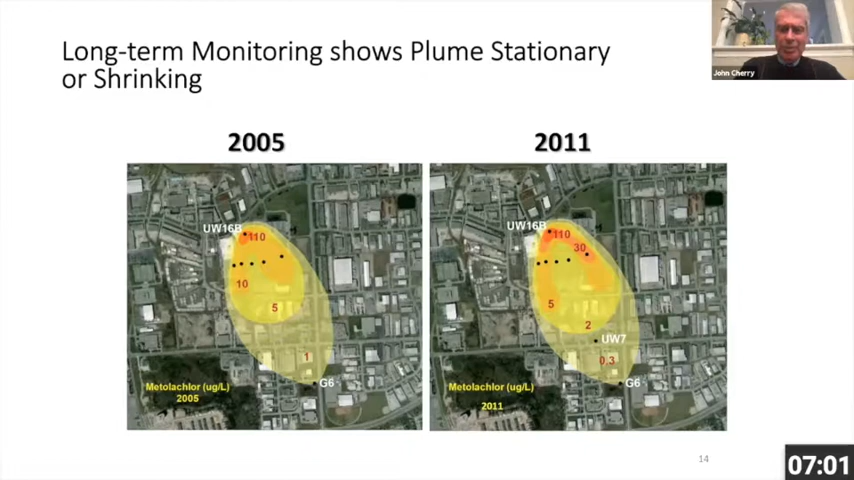 Long-term Monitoring shows Plume Stationary
or Shrinking
John Cherry
2005
2011
UW16B
110
10
5
1
G6
Metolachlor (ug/L)
2005
UW16B
110
30
5
2
UW7
0.3
G6
Metolachlor (ug/L)
2011
14
07:01